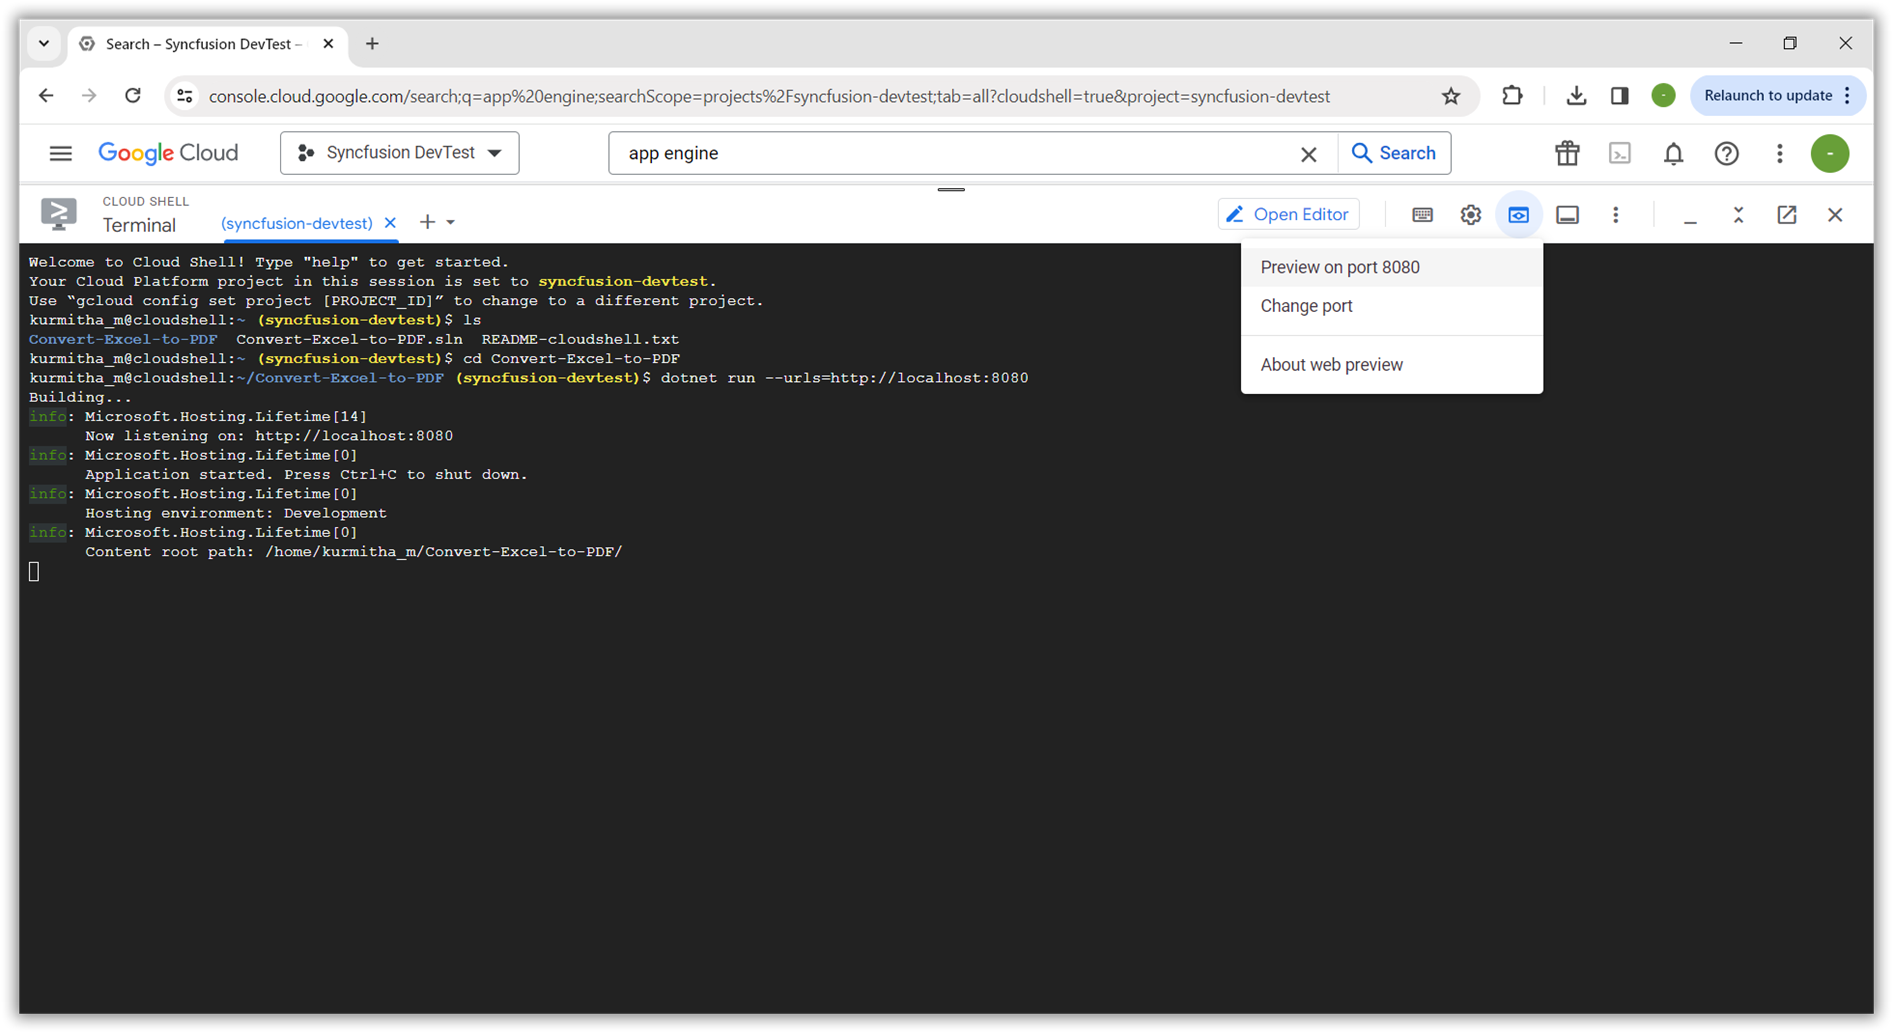 Search – Syncfusion DevTest –
console.cloud.google.com/search;q=app%20engine;searchScope=projects%2Fsyncfusion-devtest;tab=all?cloudshell=true&project=syncfusion-devtest
Relaunch to update
Google Cloud
Syncfusion DevTest
app engine
Search
CLOUD SHELL
Terminal
(syncfusion-devtest)
Open Editor
Preview on port 8080
Change port
About web preview
Welcome to Cloud Shell! Type "help" to get started.
Your Cloud Platform project in this session is set to syncfusion-devtest.
Use “gcloud config set project [PROJECT_ID]” to change to a different project.
kurmitha_m@cloudshell:~ (syncfusion-devtest)$ ls
Convert-Excel-to-PDF  Convert-Excel-to-PDF.sln  README-cloudshell.txt
kurmitha_m@cloudshell:~ (syncfusion-devtest)$ cd Convert-Excel-to-PDF
kurmitha_m@cloudshell:~/Convert-Excel-to-PDF (syncfusion-devtest)$ dotnet run --urls=http://localhost:8080
Building...
info: Microsoft.Hosting.Lifetime[14]
Now listening on: http://localhost:8080
info: Microsoft.Hosting.Lifetime[0]
Application started. Press Ctrl+C to shut down.
info: Microsoft.Hosting.Lifetime[0]
Hosting environment: Development
info: Microsoft.Hosting.Lifetime[0]
Content root path: /home/kurmitha_m/Convert-Excel-to-PDF/